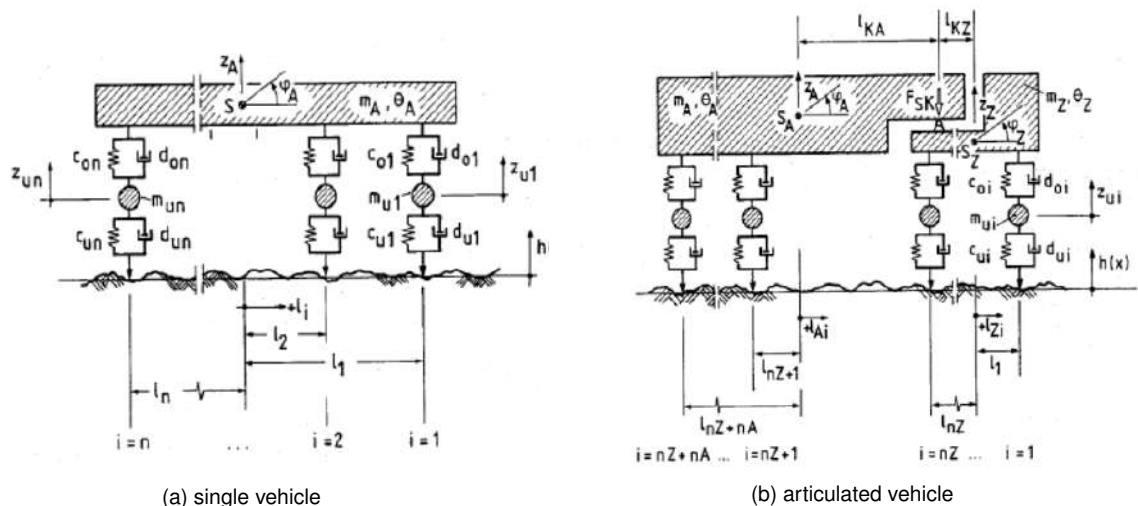 z_A
S
φ_A
m_A, Θ_A
c_on
d_on
c_o1
d_o1
z_un
m_un
m_u1
z_u1
c_un
d_un
c_u1
d_u1
h
+l_i
l_2
l_1
l_n
i=n
...
i=2
i=1
(a) single vehicle
l_KA
l_KZ
m_A, Θ_A
z_A
φ_A
S_A
F_SK
A
z_Z
m_Z, Θ_Z
φ_Z
S_Z
c_oi
d_oi
m_ui
z_ui
c_ui
d_ui
h(x)
+l_Ai
+l_Zi
l_nZ+1
l_1
l_nZ+nA
l_nZ
i=nZ+nA ... i=nZ+1
i=nZ ... i=1
(b) articulated vehicle